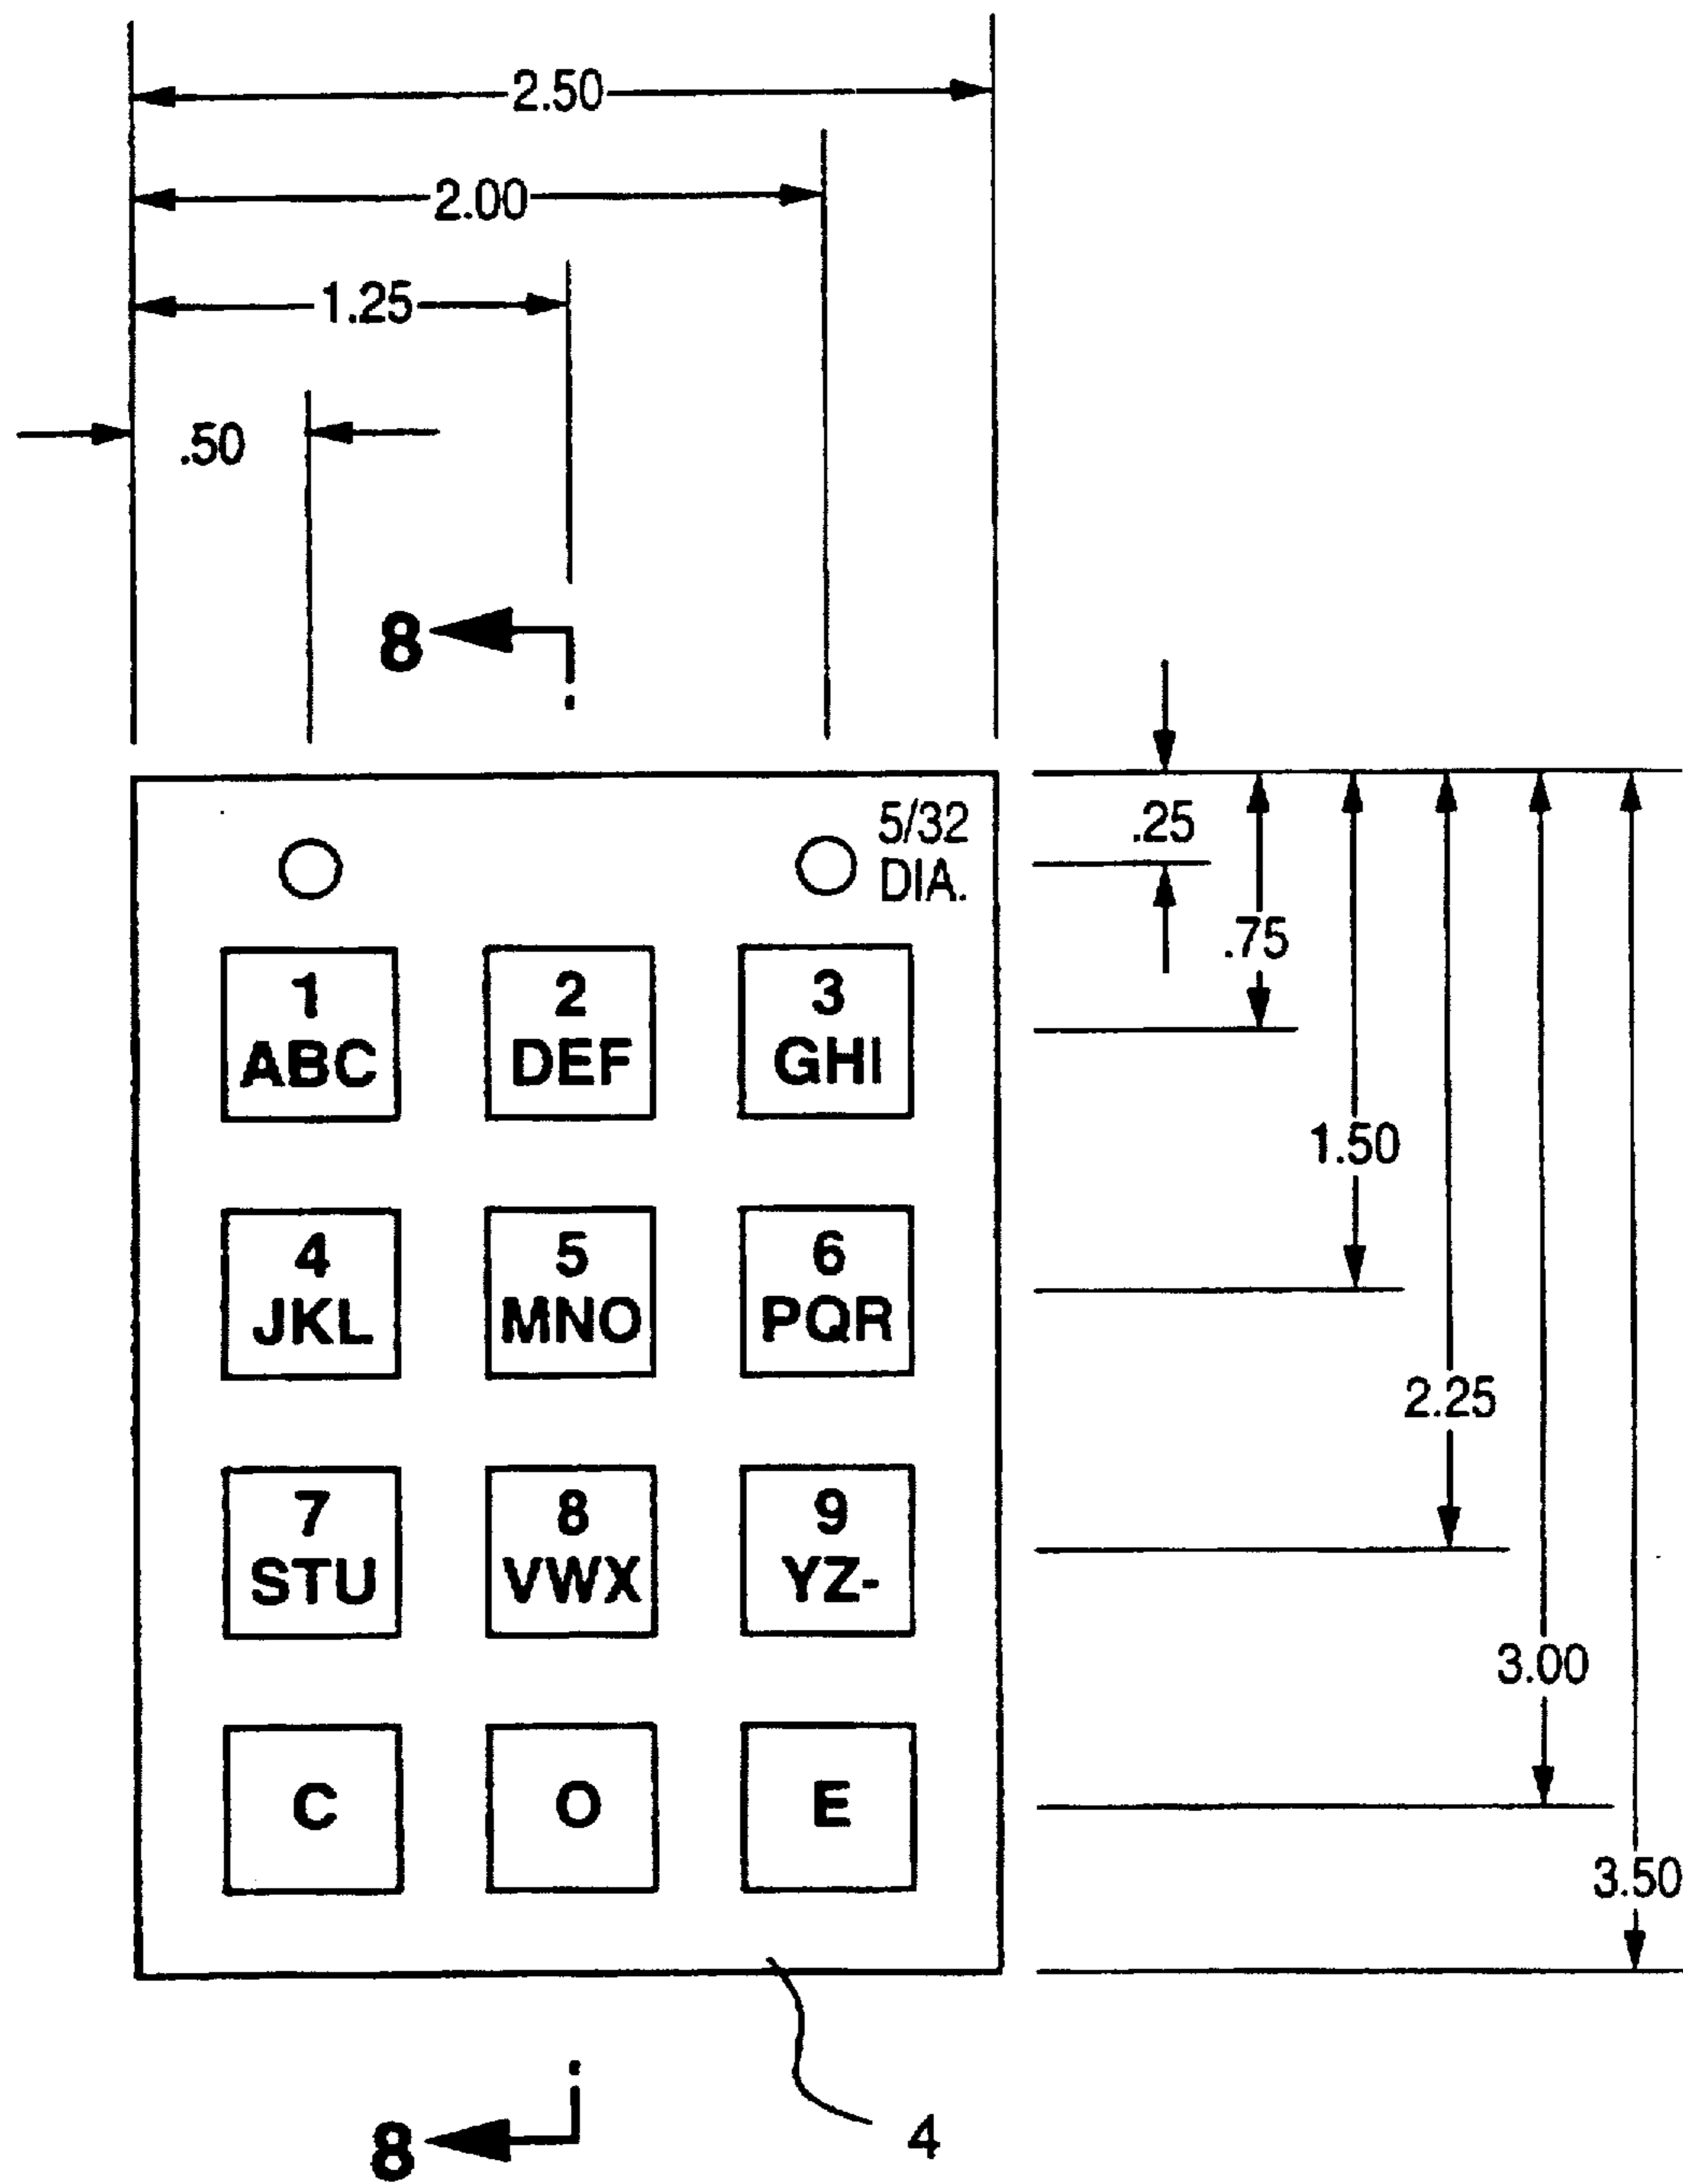 2.50
2.00
1.25
.50
8
5/32
DIA.
.25
.75
1 2 3
ABC DEF GHI
1.50
4 5 6
JKL MNO PQR
2.25
7 8 9
STU VWX YZ-
3.00
C O E
3.50
8
4